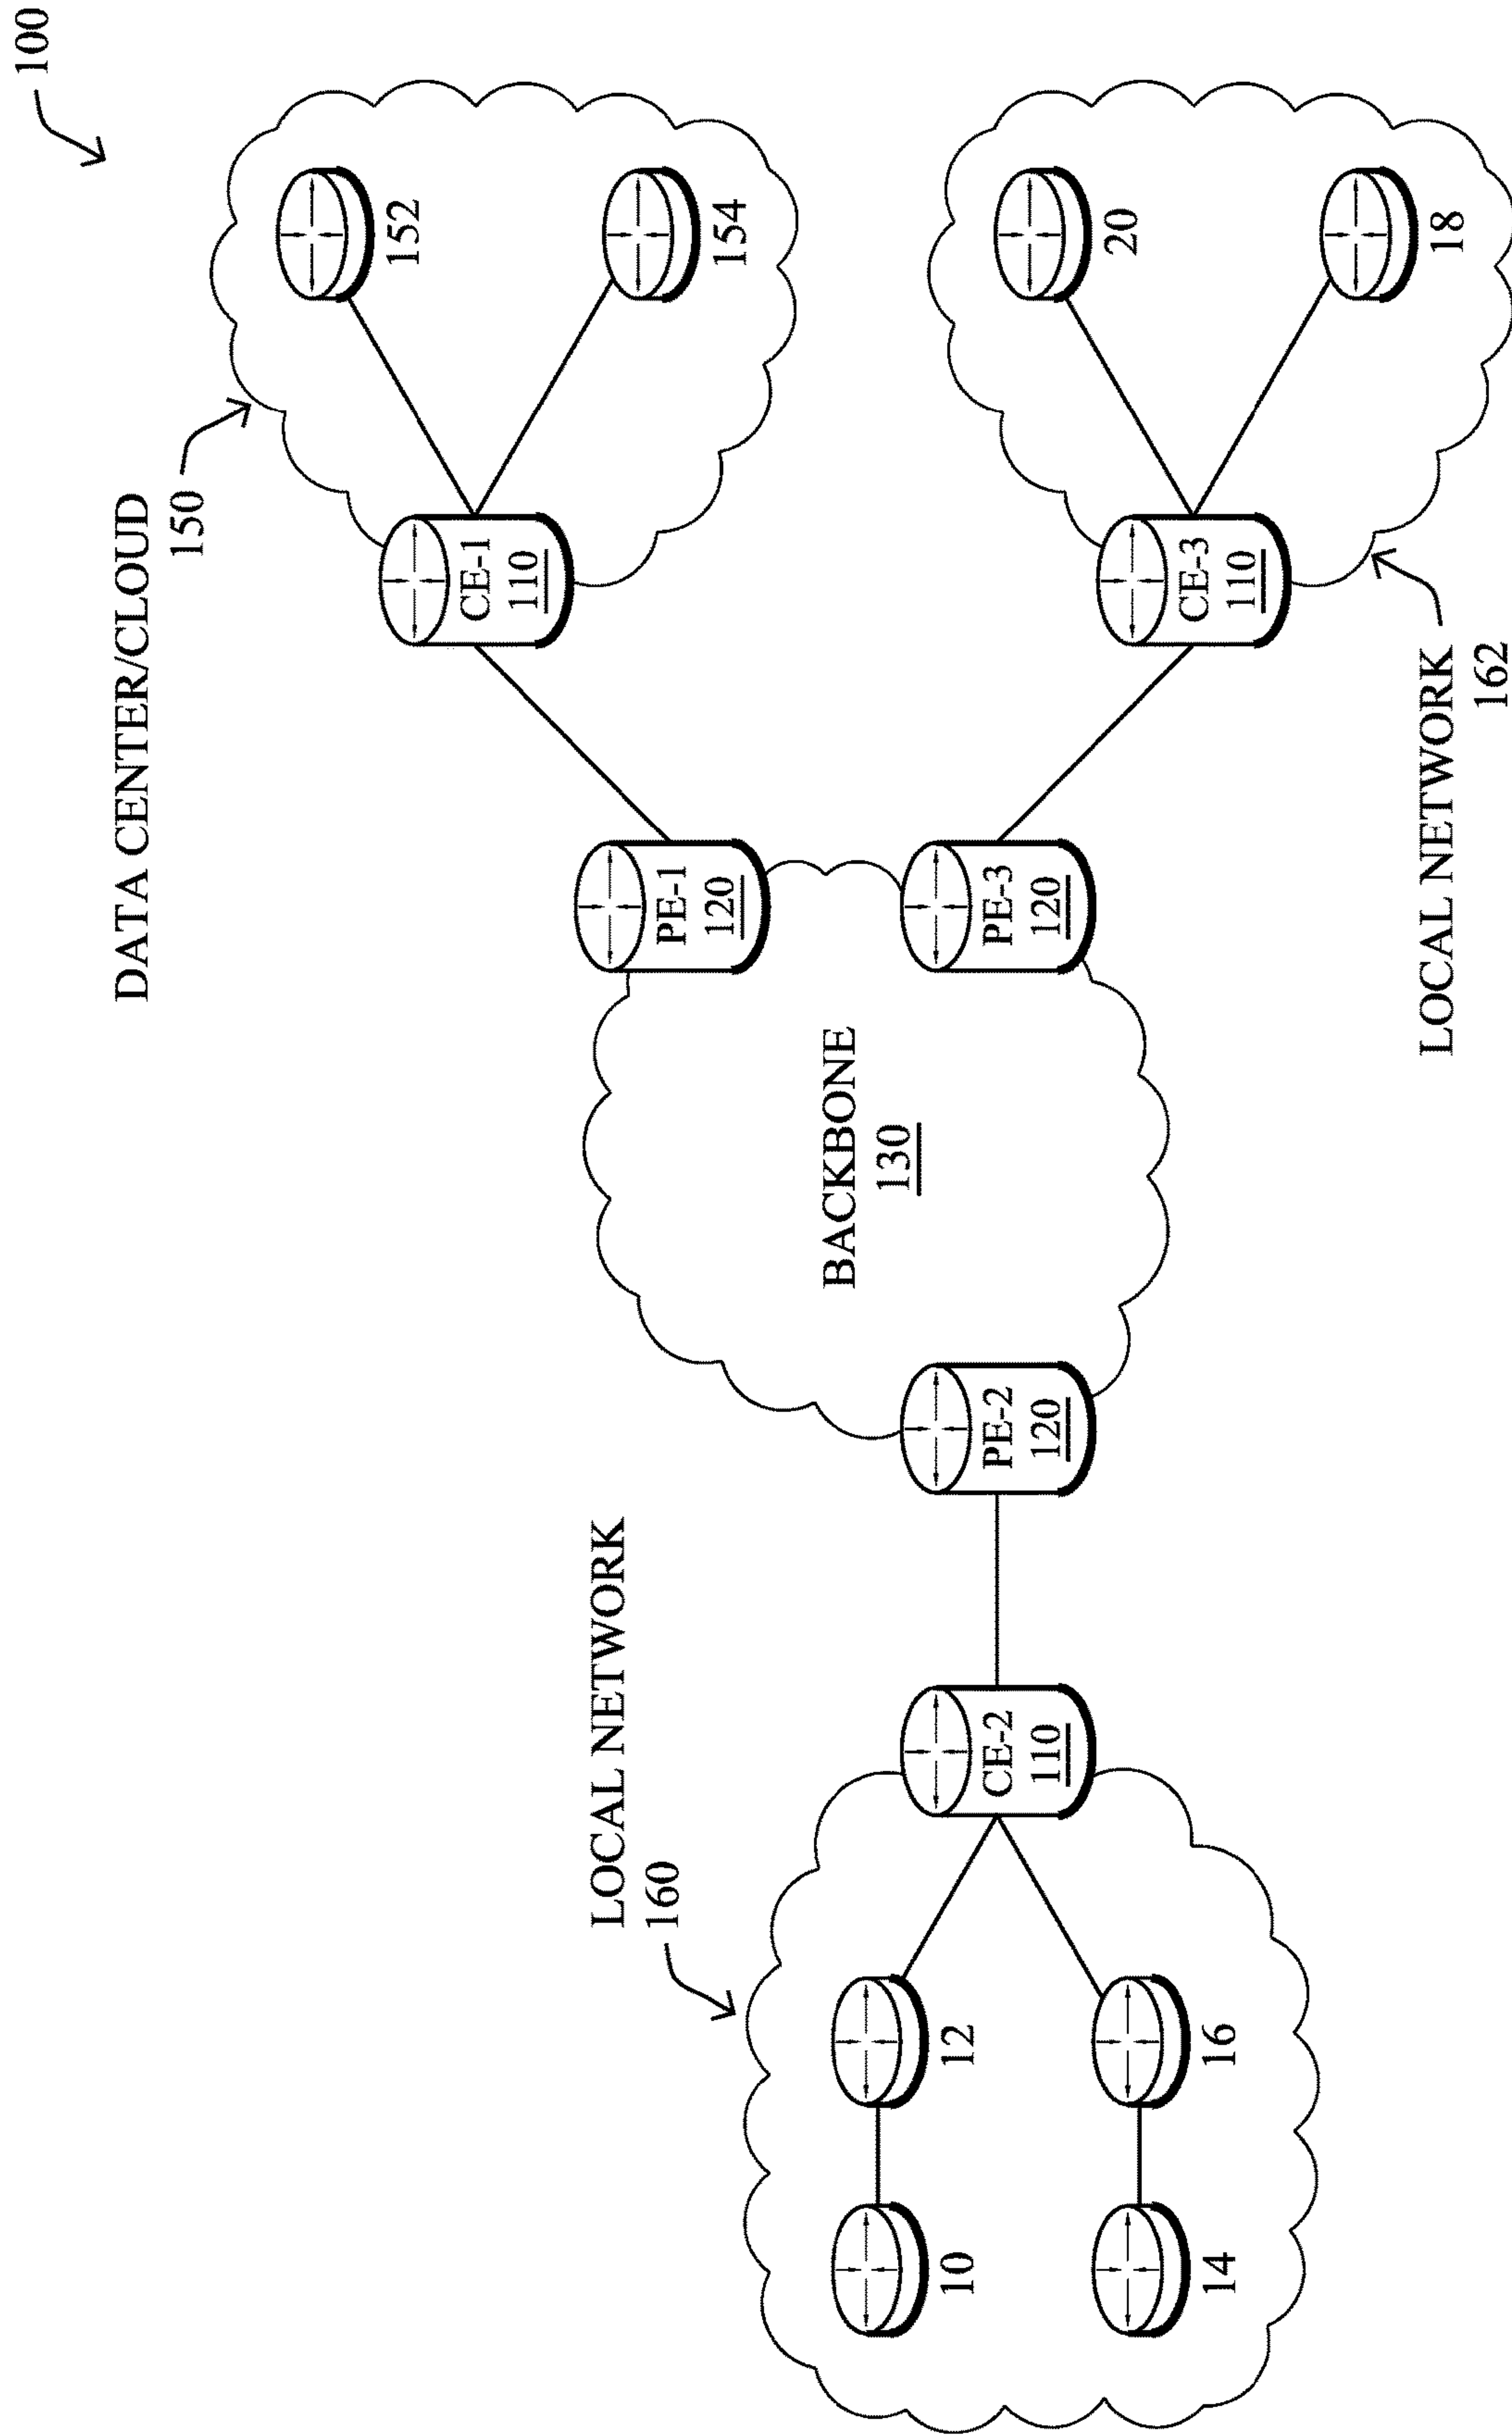 100
DATA CENTER/CLOUD
150
152
CE-1
110
154
PE-1
120
LOCAL NETWORK
160
BACKBONE
130
12
10
CE-2
110
PE-2
120
PE-3
120
CE-3
110
20
16
14
18
LOCAL NETWORK
162